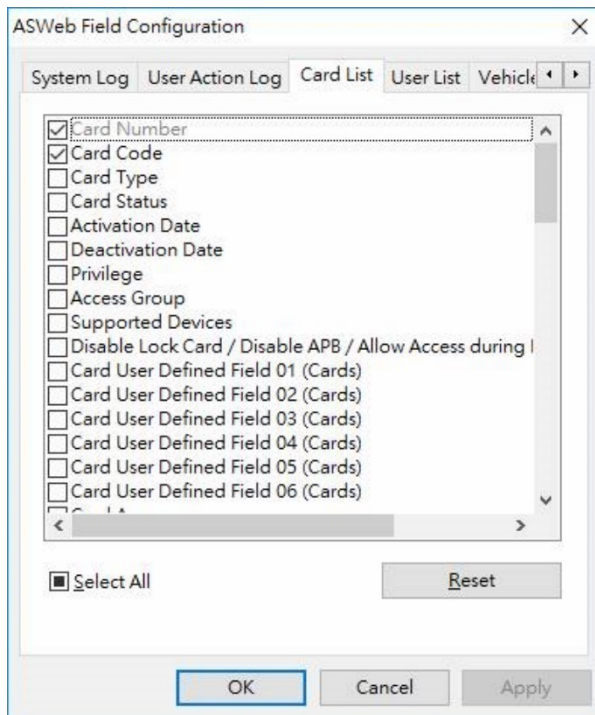 ASWeb Field Configuration
System Log User Action Log Card List User List Vehicle
Card Number
Card Code
Card Type
Card Status
Activation Date
Deactivation Date
Privilege
Access Group
Supported Devices
Disable Lock Card / Disable APB / Allow Access during
Card User Defined Field 01 (Cards)
Card User Defined Field 02 (Cards)
Card User Defined Field 03 (Cards)
Card User Defined Field 04 (Cards)
Card User Defined Field 05 (Cards)
Card User Defined Field 06 (Cards)
Select All Reset
OK Cancel Apply